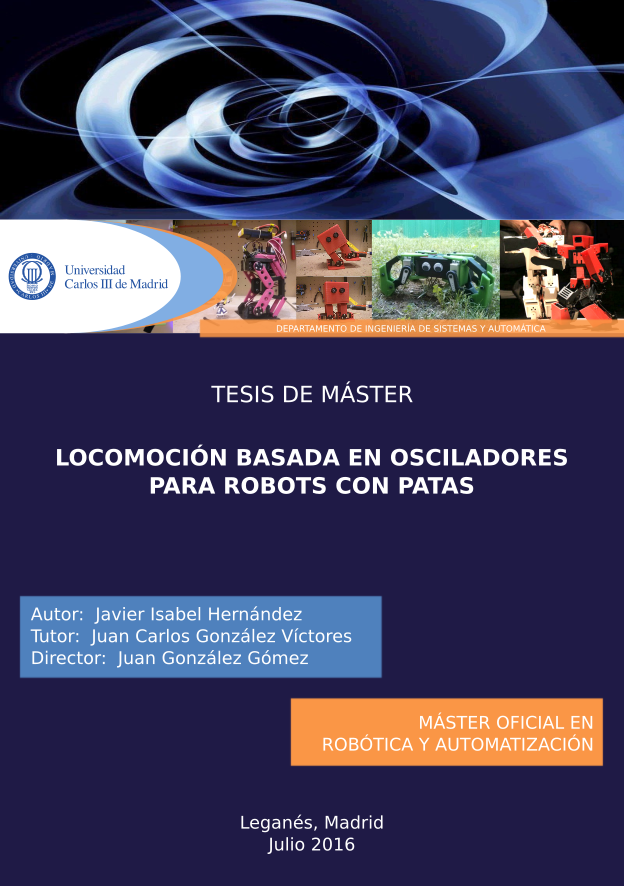 Universidad
Carlos III de Madrid
DEPARTAMENTO DE INGENIERÍA DE SISTEMAS Y AUTOMÁTICA
TESIS DE MÁSTER
LOCOMOCIÓN BASADA EN OSCILADORES
PARA ROBOTS CON PATAS
Autor: Javier Isabel Hernández
Tutor: Juan Carlos González Víctores
Director: Juan González Gómez
MÁSTER OFICIAL EN
ROBÓTICA Y AUTOMATIZACIÓN
Leganés, Madrid
Julio 2016